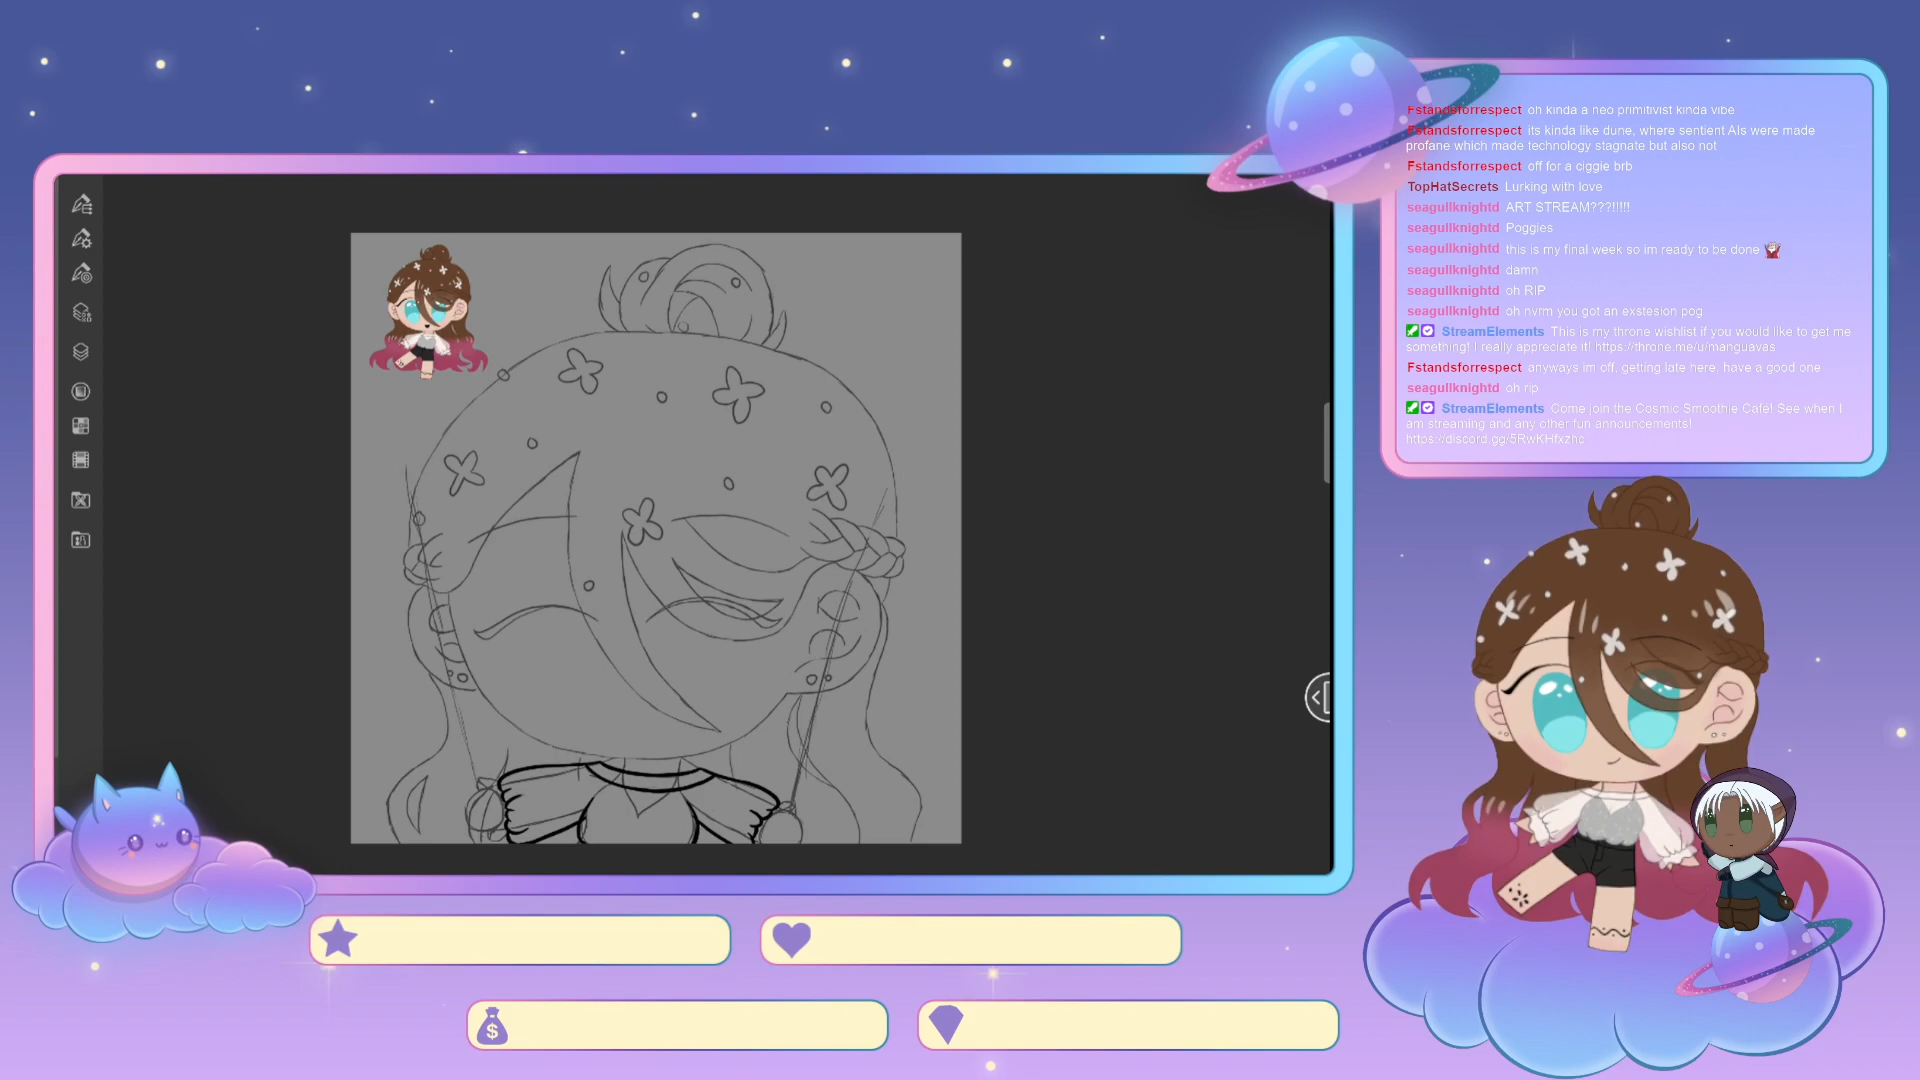 Fstandsforrespect oh kinda a neo primitivist kinda vibe
Fstandsforrespect its kinda like dune, where sentient AIs were made
profane which made technology stagnate but also not
Fstandsforrespect off for a ciggie brb
TopHatSecrets Lurking with love
seagullknightd ART STREAM???!!!!!
seagullknightd Poggies
seagullknightd this is my final week so im ready to be done
seagullknightd damn
seagullknightd oh RIP
seagullknightd oh nvrm you got an exstesion pog
StreamElements This is my throne wishlist if you would like to get me
something! I really appreciate it! https://throne.me/u/manguavas
Fstandsforrespect anyways im off, getting late here. have a good one
seagullknightd oh rip
StreamElements Come join the Cosmic Smoothie Café! See when I
am streaming and any other fun announcements!
https://discord.gg/5RwKHfxzhc
$